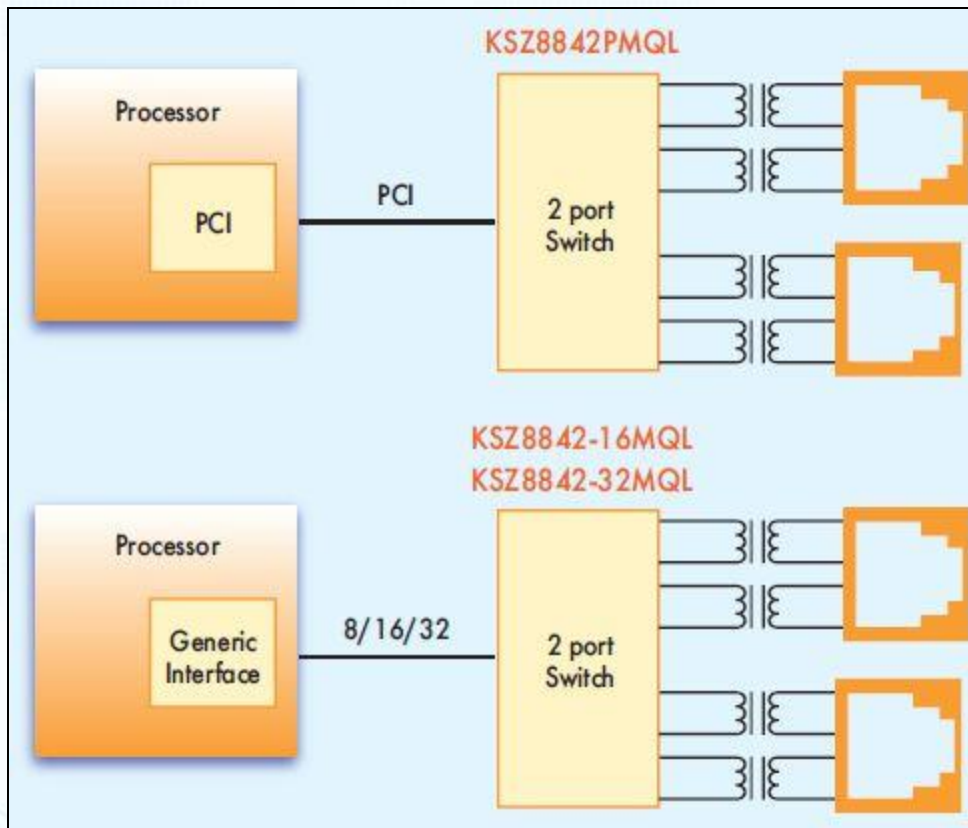 KSZ8842PMQL
Processor
PCI
PCI
2 port
Switch
KSZ8842-16MQL
KSZ8842-32MQL
Processor
Generic
Interface
8/16/32
2 port
Switch